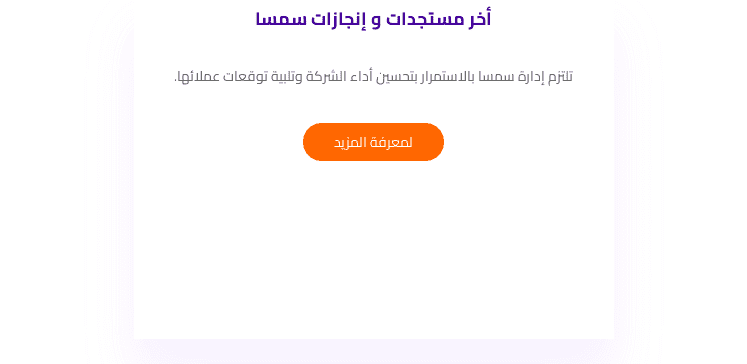 أخر مستجدات و إنجازات سمسا
تلتزم إدارة سمسا بالاستمرار بتحسين أداء الشركة وتلبية توقعات عملائها.
لمعرفة المزيد